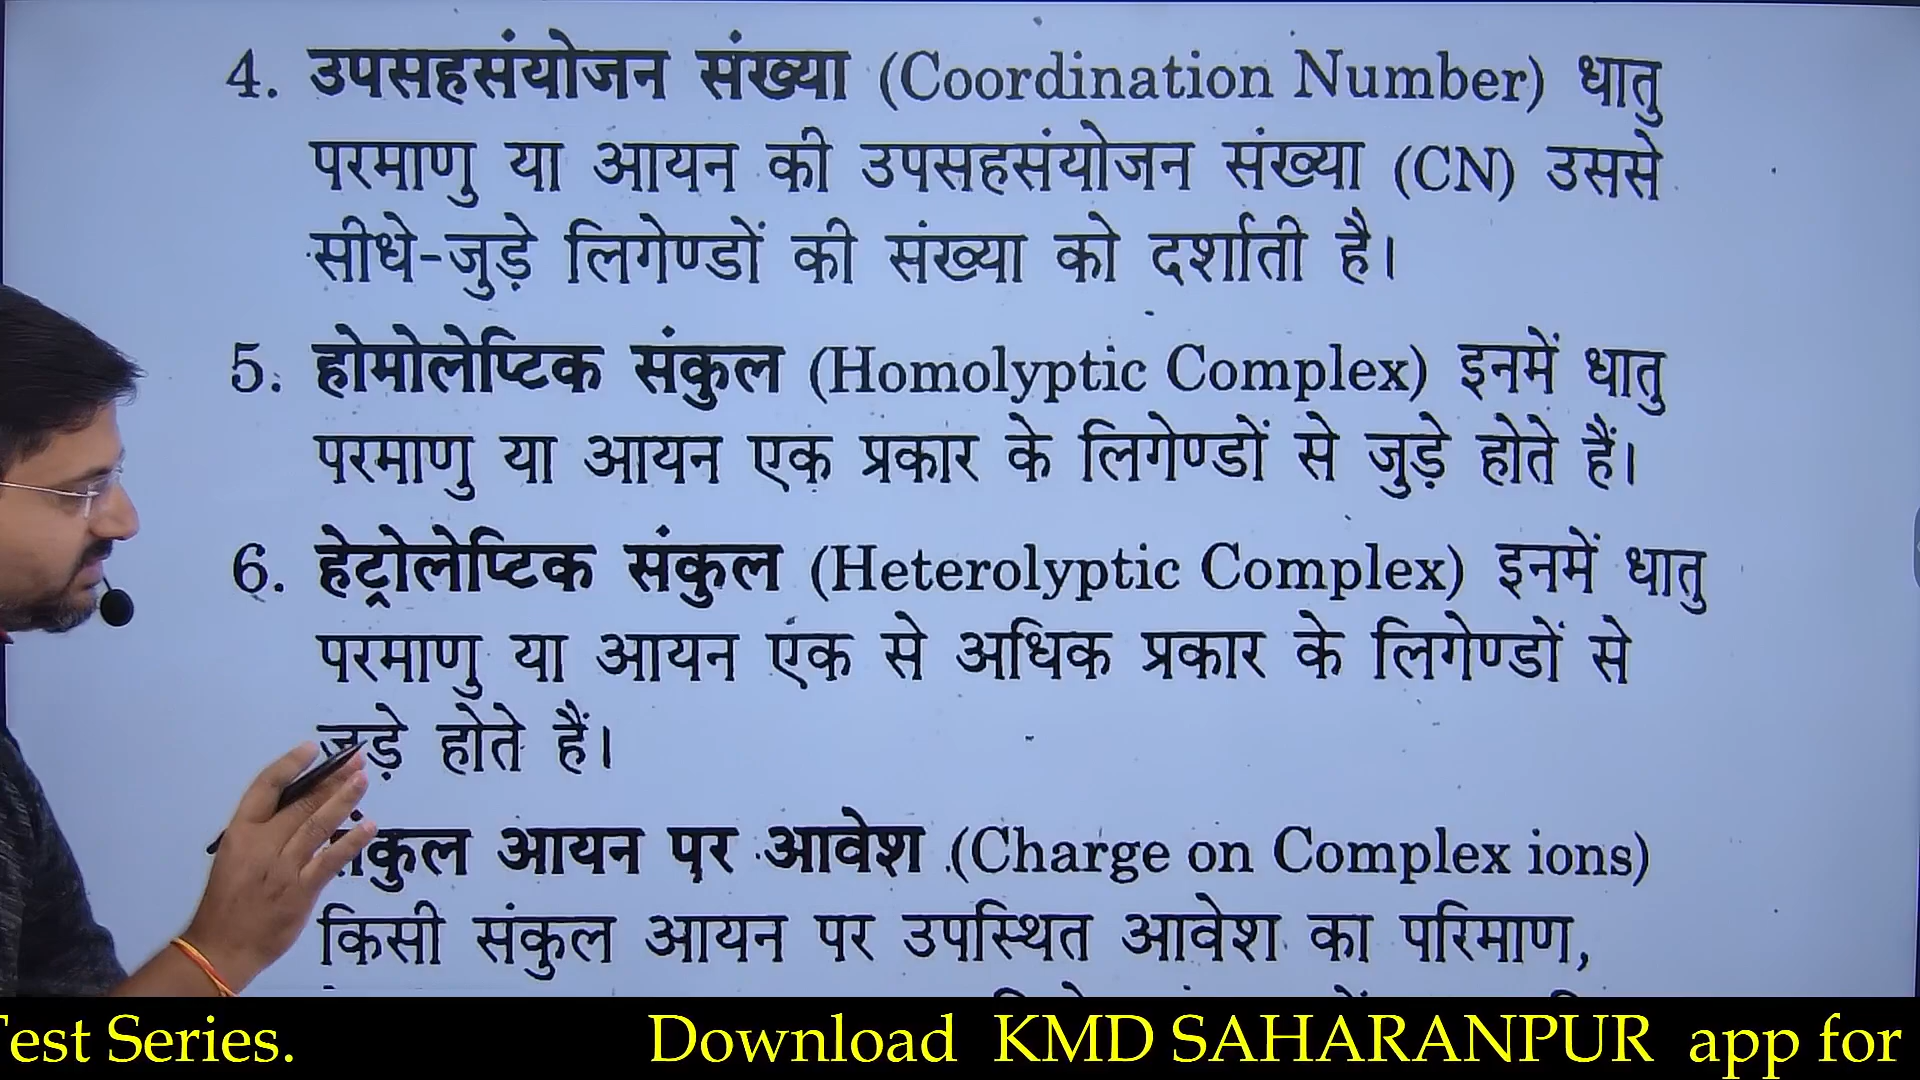 4. उपसहसंयोजन संख्या (Coordination Number) धातु
परमाणु या आयन की उपसहसंयोजन संख्या (CN) उससे
सीधे-जुड़े लिगेण्डों की संख्या को दर्शाती है।
5. होमोलेप्टिक संकुल (Homolyptic Complex) इनमें धातु
परमाणु या आयन एक प्रकार के लिगेण्डों से जुड़े होते हैं।
6. हेट्रोलेप्टिक संकुल (Heterolyptic Complex) इनमें धातु
परमाणु या आयन एक से अधिक प्रकार के लिगेण्डों से
जुड़े होते हैं।
संकुल आयन पर आवेश (Charge on Complex ions)
किसी संकुल आयन पर उपस्थित आवेश का परिमाण,
Test Series. Download KMD SAHARANPUR app for